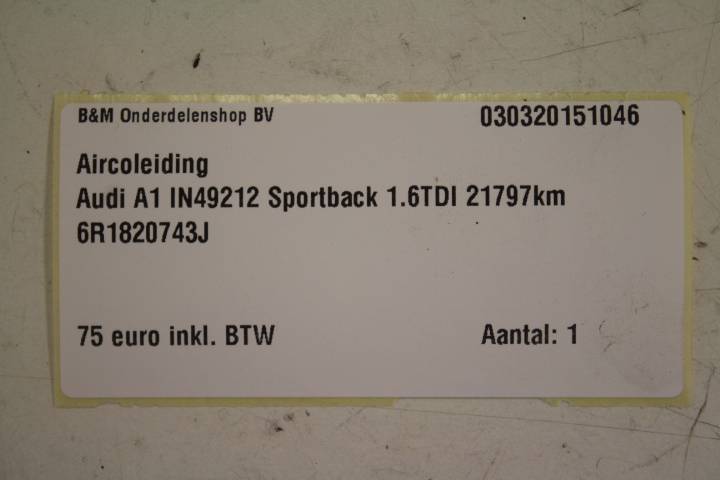 B&M Onderdelenshop BV 030320151046
Aircoleiding
Audi A1 IN49212 Sportback 1.6TDI 21797km
6R1820743J
75 euro inkl. BTW Aantal: 1